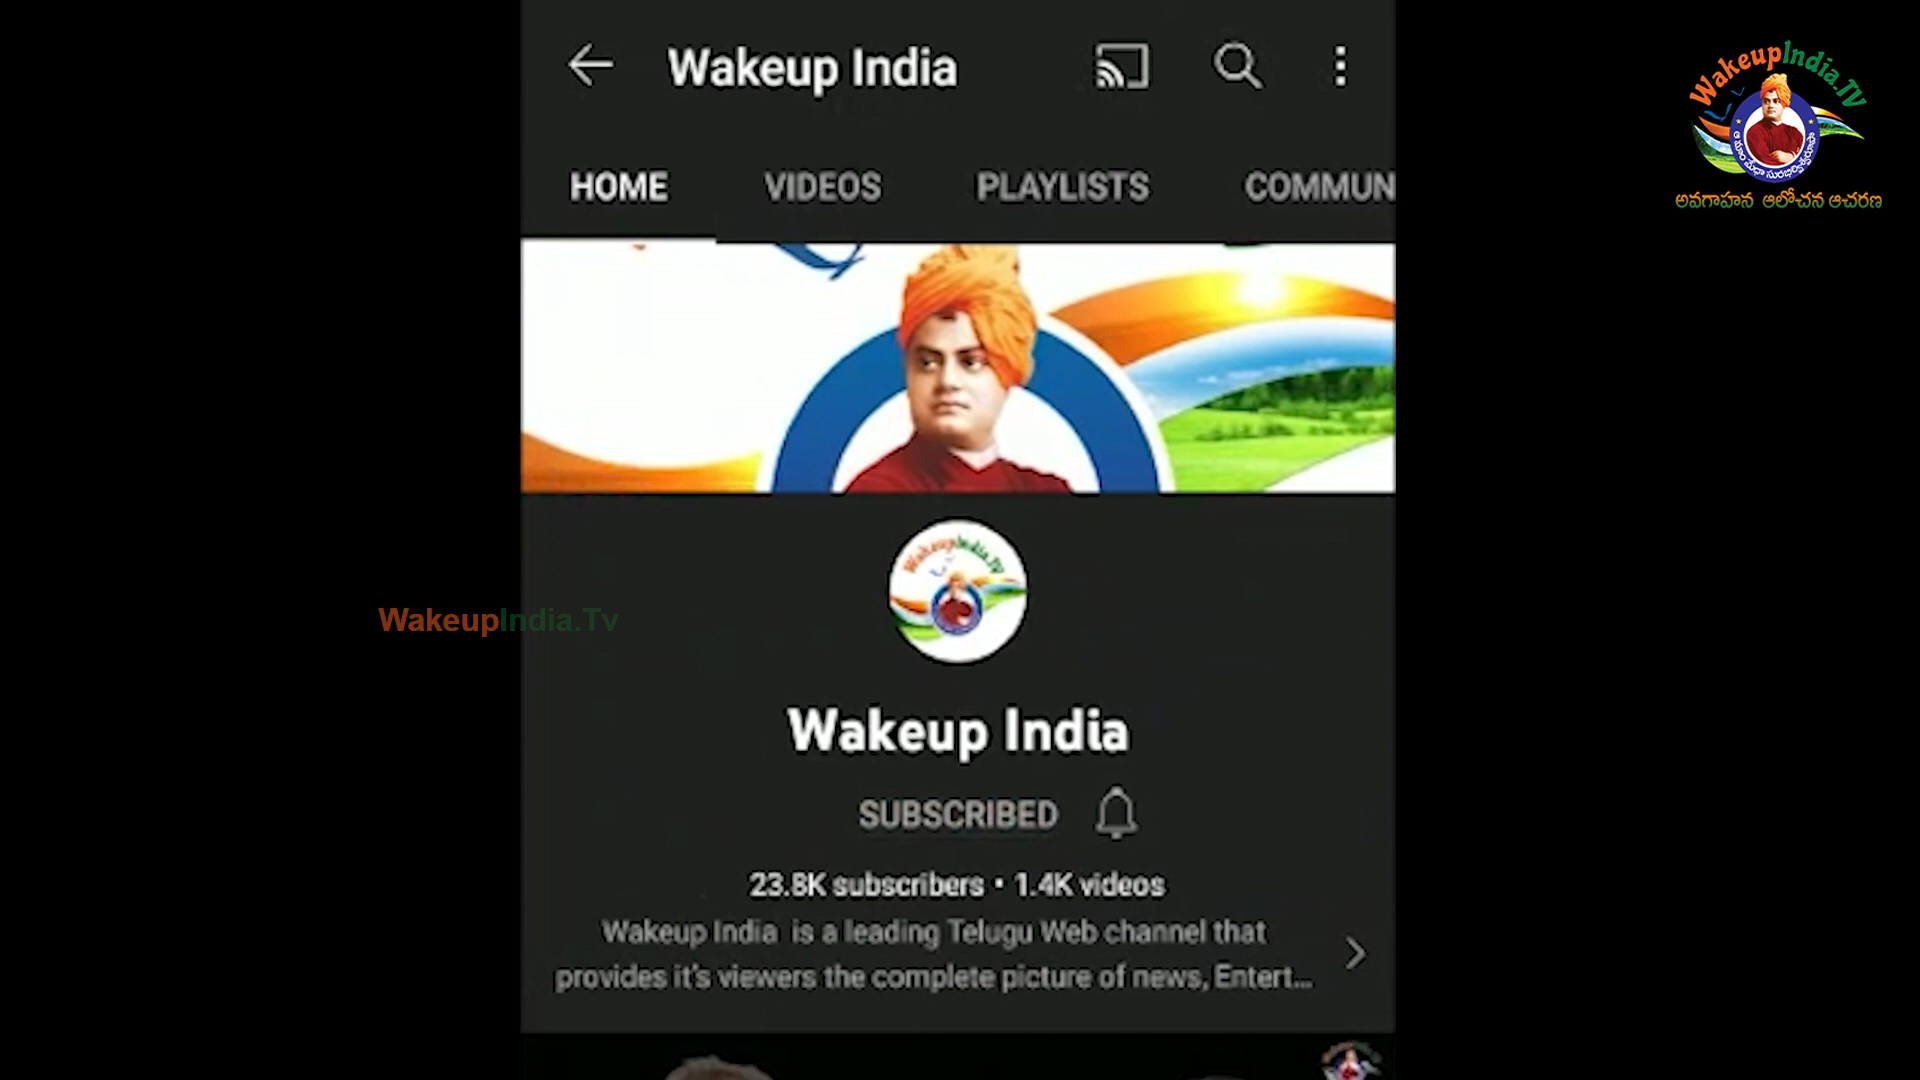 Wakeup India
WakeupIndia.TV
HOME VIDEOS PLAYLISTS COMMUN
అవగాహన ఆలోచన ఆచరణ
WakeupIndia.TV
WakeupIndia.Tv
Wakeup India
SUBSCRIBED
23.8K subscribers • 1.4K videos
Wakeup India is a leading Telugu Web channel that
provides it's viewers the complete picture of news, Entert...